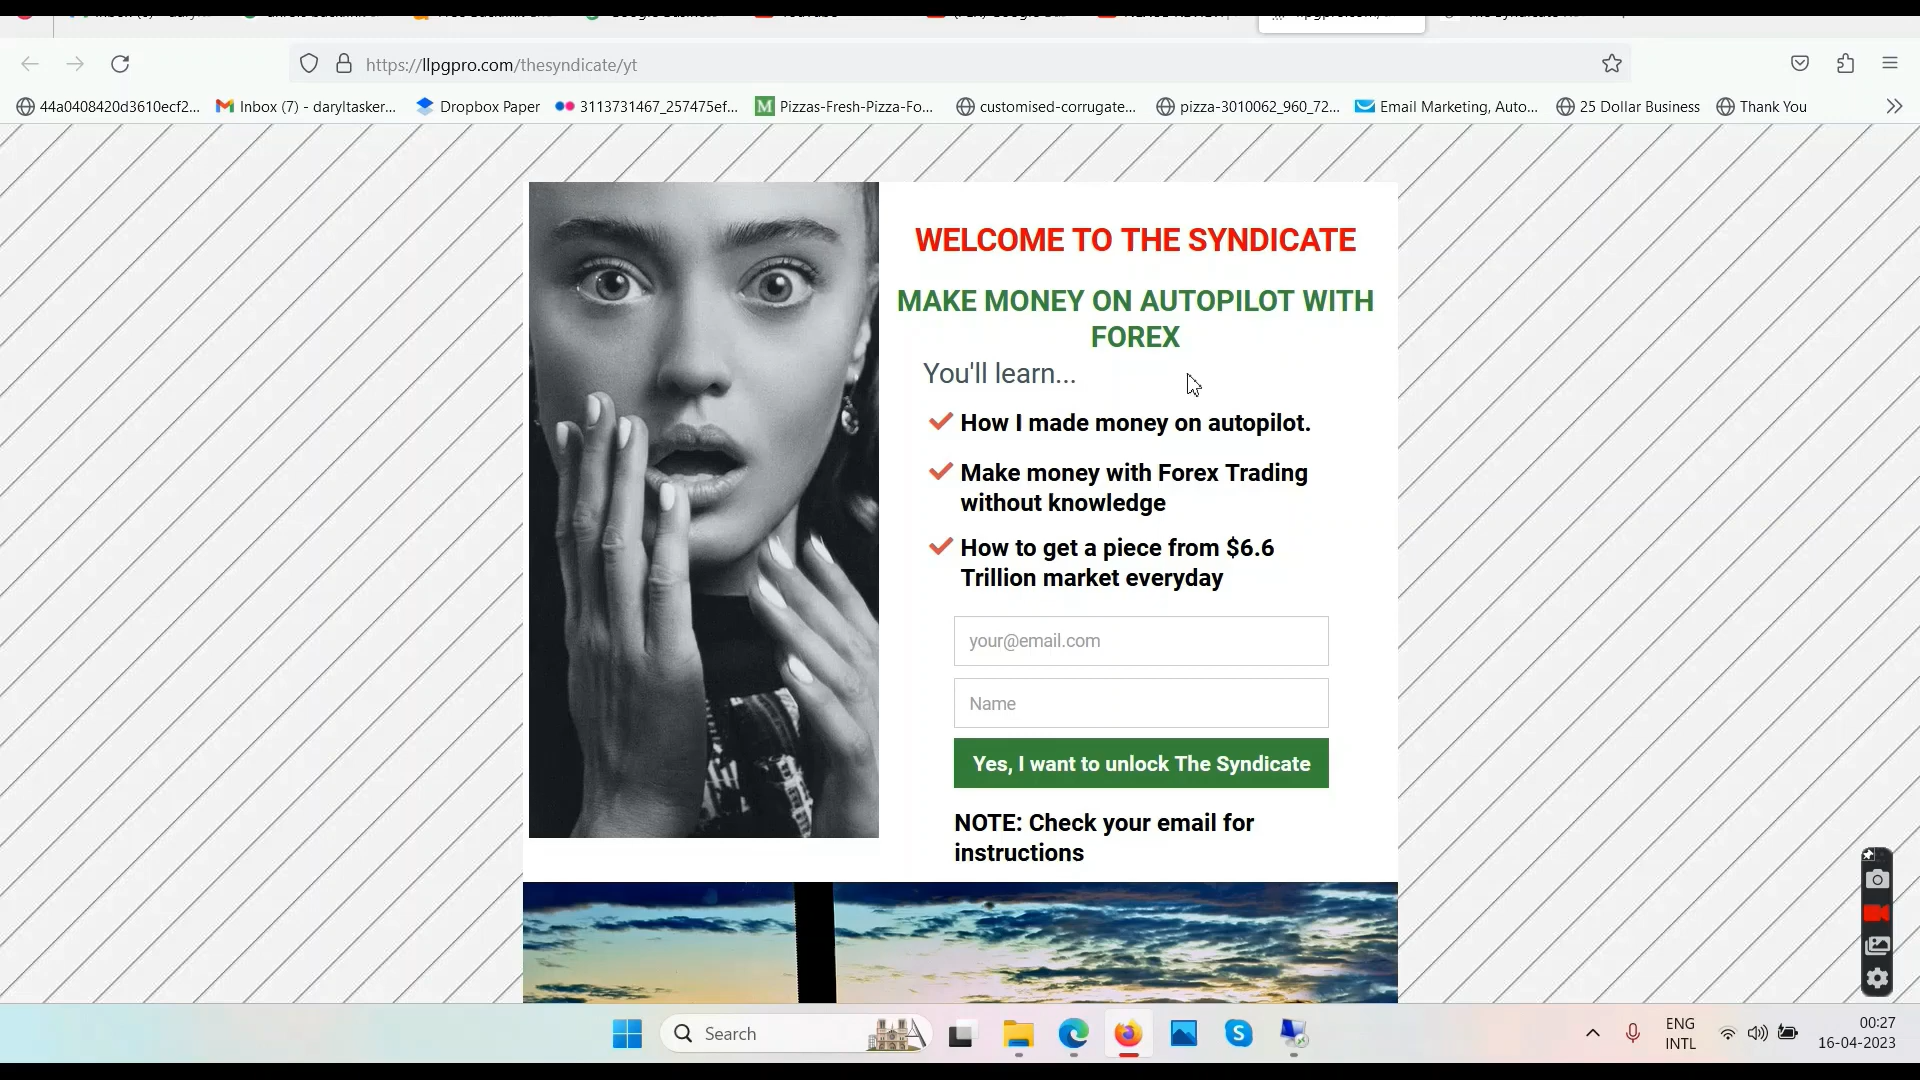 https://llpgpro.com/thesyndicate/yt
44a0408420d3610ecf2... Inbox (7) - daryltasker... Dropbox Paper 3113731467_257475ef... M Pizzas-Fresh-Pizza-Fo... customised-corrugate... pizza-3010062_960_72... Email Marketing, Auto... 25 Dollar Business Thank You
WELCOME TO THE SYNDICATE
MAKE MONEY ON AUTOPILOT WITH
FOREX
You'll learn...
How I made money on autopilot.
Make money with Forex Trading
without knowledge
How to get a piece from $6.6
Trillion market everyday
your@email.com
Name
Yes, I want to unlock The Syndicate
NOTE: Check your email for
instructions
Search
S
ENG
INTL
00:27
16-04-2023